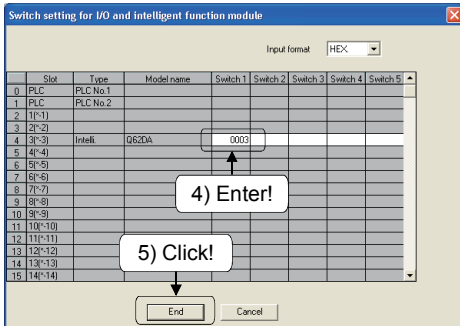 Switch setting for I/O and intelligent function module
Input format HEX
Slot Type Model name Switch 1 Switch 2 Switch 3 Switch 4 Switch 5
0 PLC PLC No.1
1 PLC PLC No.2
2 1(*-1)
3 2(*-2)
4 3(*-3) Intelli. Q62DA 0003
5 4(*-4)
6 5(*-5)
7 6(*-6)
8 7(*-7)
9 8(*-8)
10 9(*-9)
11 10(*-10)
12 11(*-11)
13 12(*-12)
14 13(*-13)
15 14(*-14)
4) Enter!
5) Click!
End Cancel